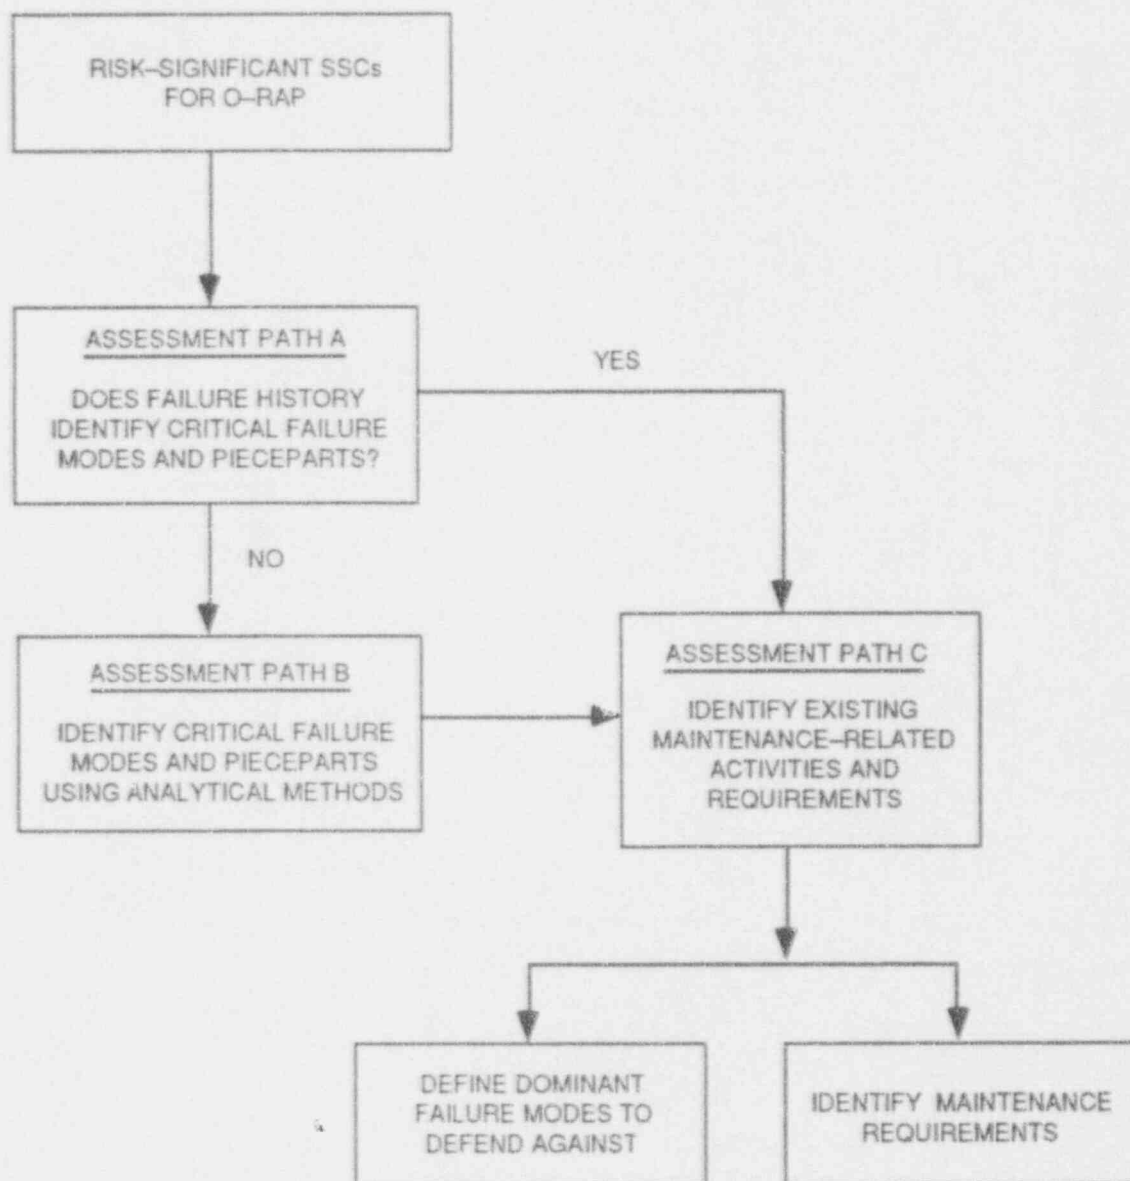 RISK–SIGNIFICANT SSCs
FOR O–RAP
ASSESSMENT PATH A
DOES FAILURE HISTORY
IDENTIFY CRITICAL FAILURE
MODES AND PIECEPARTS?
YES
NO
ASSESSMENT PATH B
IDENTIFY CRITICAL FAILURE
MODES AND PIECEPARTS
USING ANALYTICAL METHODS
ASSESSMENT PATH C
IDENTIFY EXISTING
MAINTENANCE–RELATED
ACTIVITIES AND
REQUIREMENTS
DEFINE DOMINANT
FAILURE MODES TO
DEFEND AGAINST
IDENTIFY MAINTENANCE
REQUIREMENTS